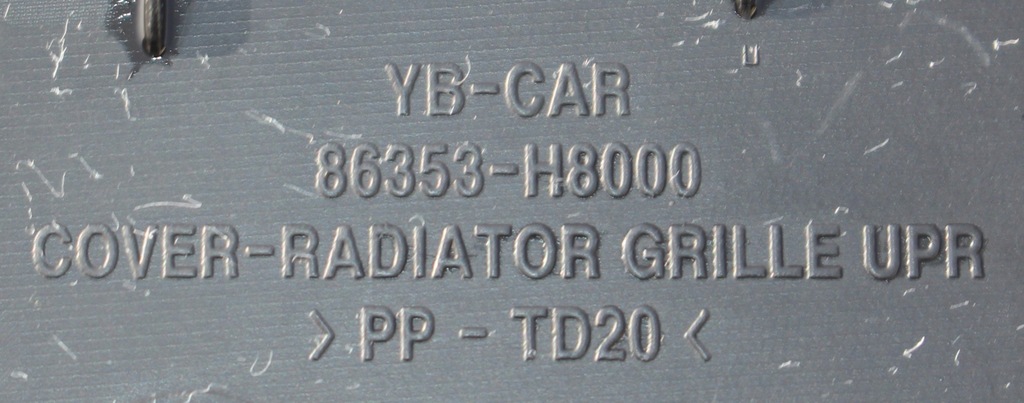 YB-CAR
86353-H8000
COVER-RADIATOR GRILLE UPR
>PP - TD20<